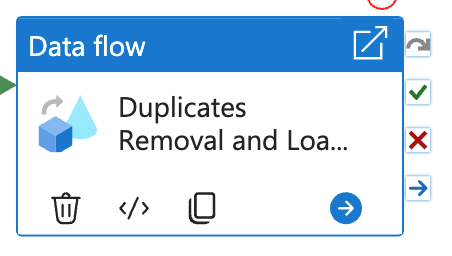 Data flow
Duplicates
Removal and Loa...